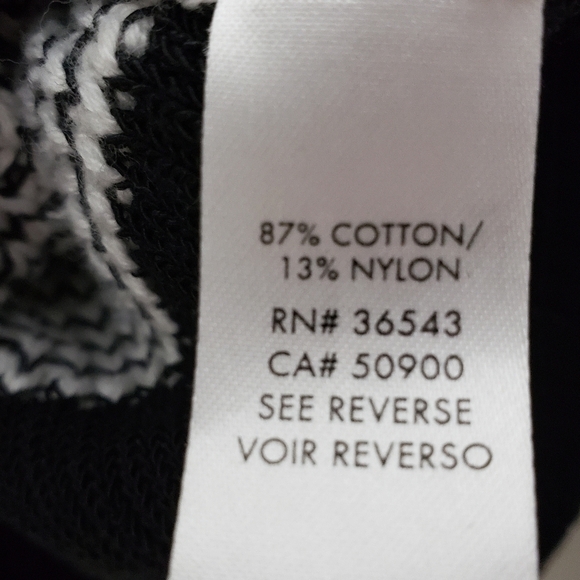 87% COTTON/
13% NYLON
RN# 36543
CA# 50900
SEE REVERSE
VOIR REVERSO